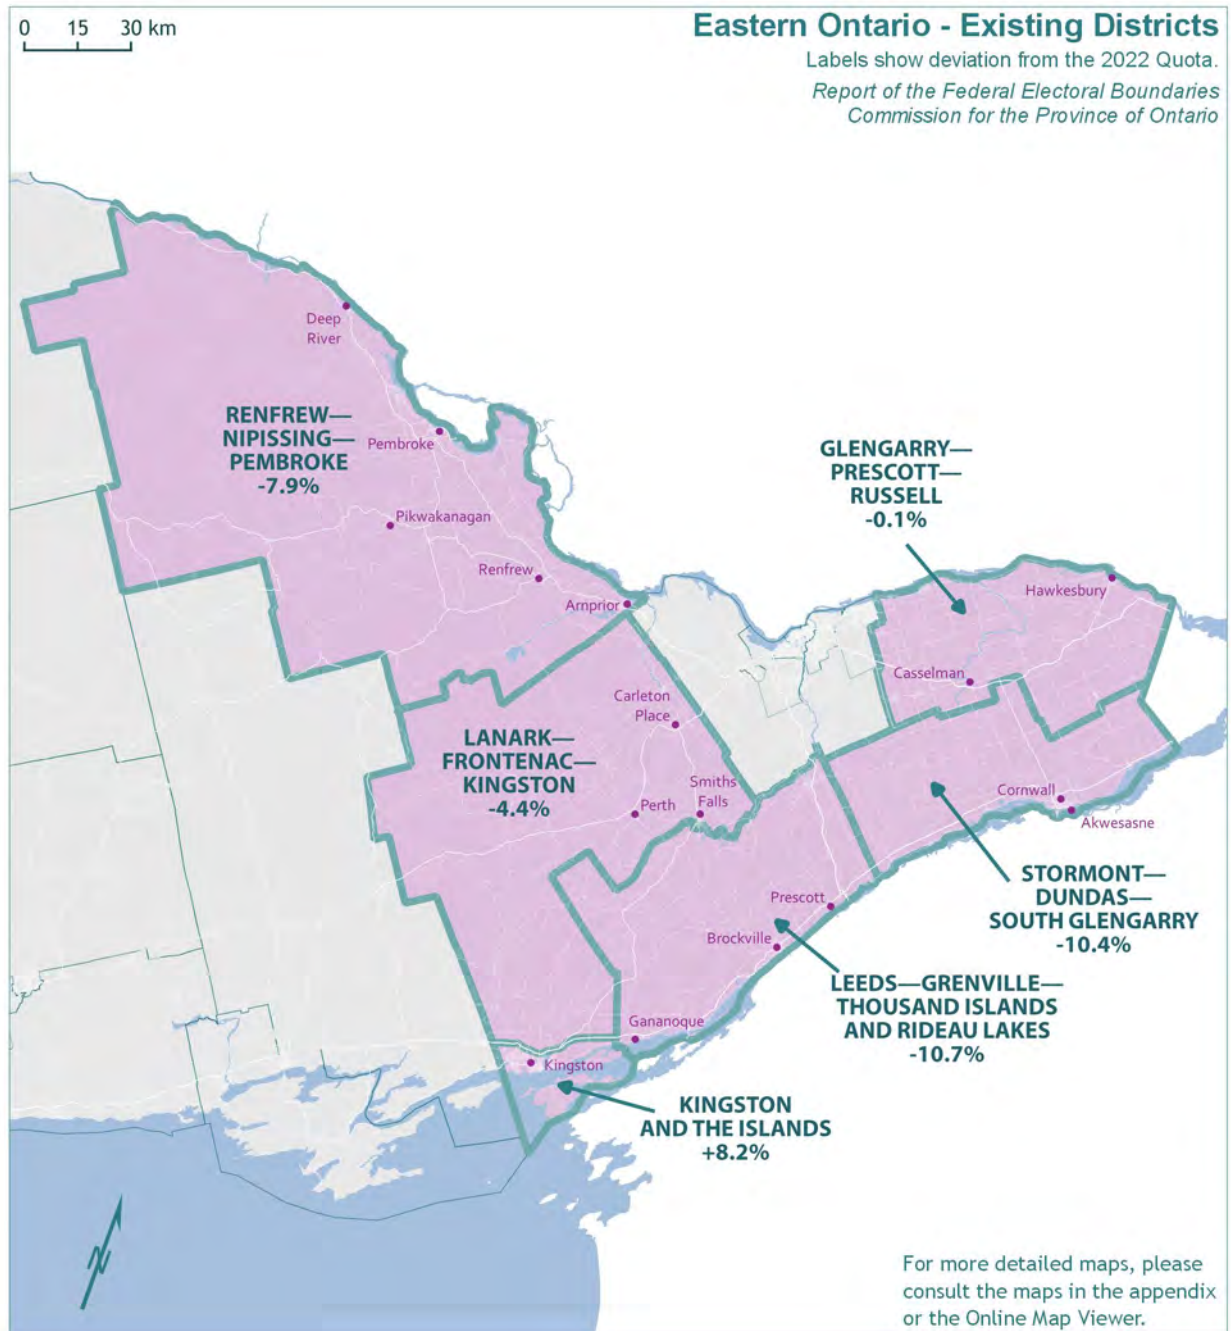 0 15 30 km
Eastern Ontario - Existing Districts
Labels show deviation from the 2022 Quota.
Report of the Federal Electoral Boundaries
Commission for the Province of Ontario
Deep
River
RENFREW—
NIPISSING—
PEMBROKE
-7.9%
Pembroke
Pikwakanagan
Renfrew
Arnprior
GLENGARRY—
PRESCOTT—
RUSSELL
-0.1%
Hawkesbury
Casselman
Carleton
Place
LANARK—
FRONTENAC—
KINGSTON
-4.4%
Smiths
Falls
Perth
Cornwall
Akwesasne
STORMONT—
DUNDAS—
SOUTH GLENGARRY
-10.4%
Prescott
Brockville
LEEDS—GRENVILLE—
THOUSAND ISLANDS
AND RIDEAU LAKES
-10.7%
Gananoque
Kingston
KINGSTON
AND THE ISLANDS
+8.2%
N
For more detailed maps, please
consult the maps in the appendix
or the Online Map Viewer.